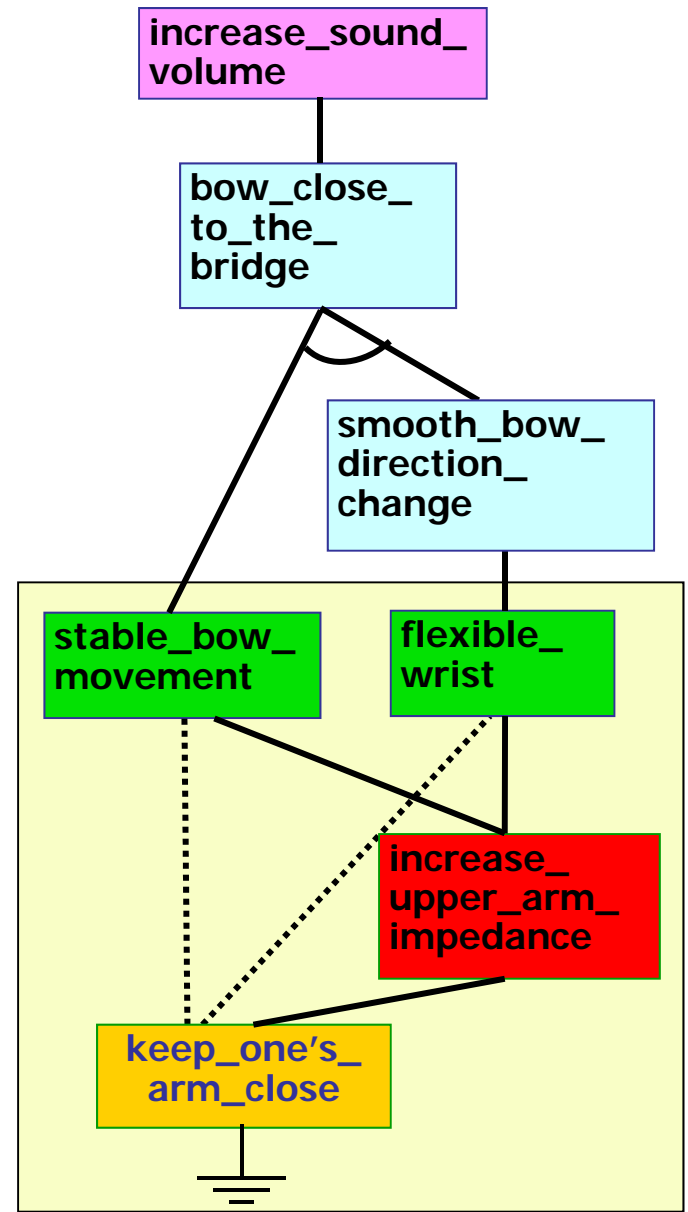 increase_sound_
volume
bow_close_
to_the_
bridge
smooth_bow_
direction_
change
stable_bow_
movement
flexible_
wrist
increase_
upper_arm_
impedance
keep_one's_
arm_close